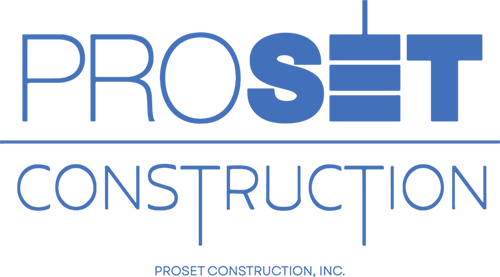 PROSET
CONSTRUCTION
PROSET CONSTRUCTION, INC.